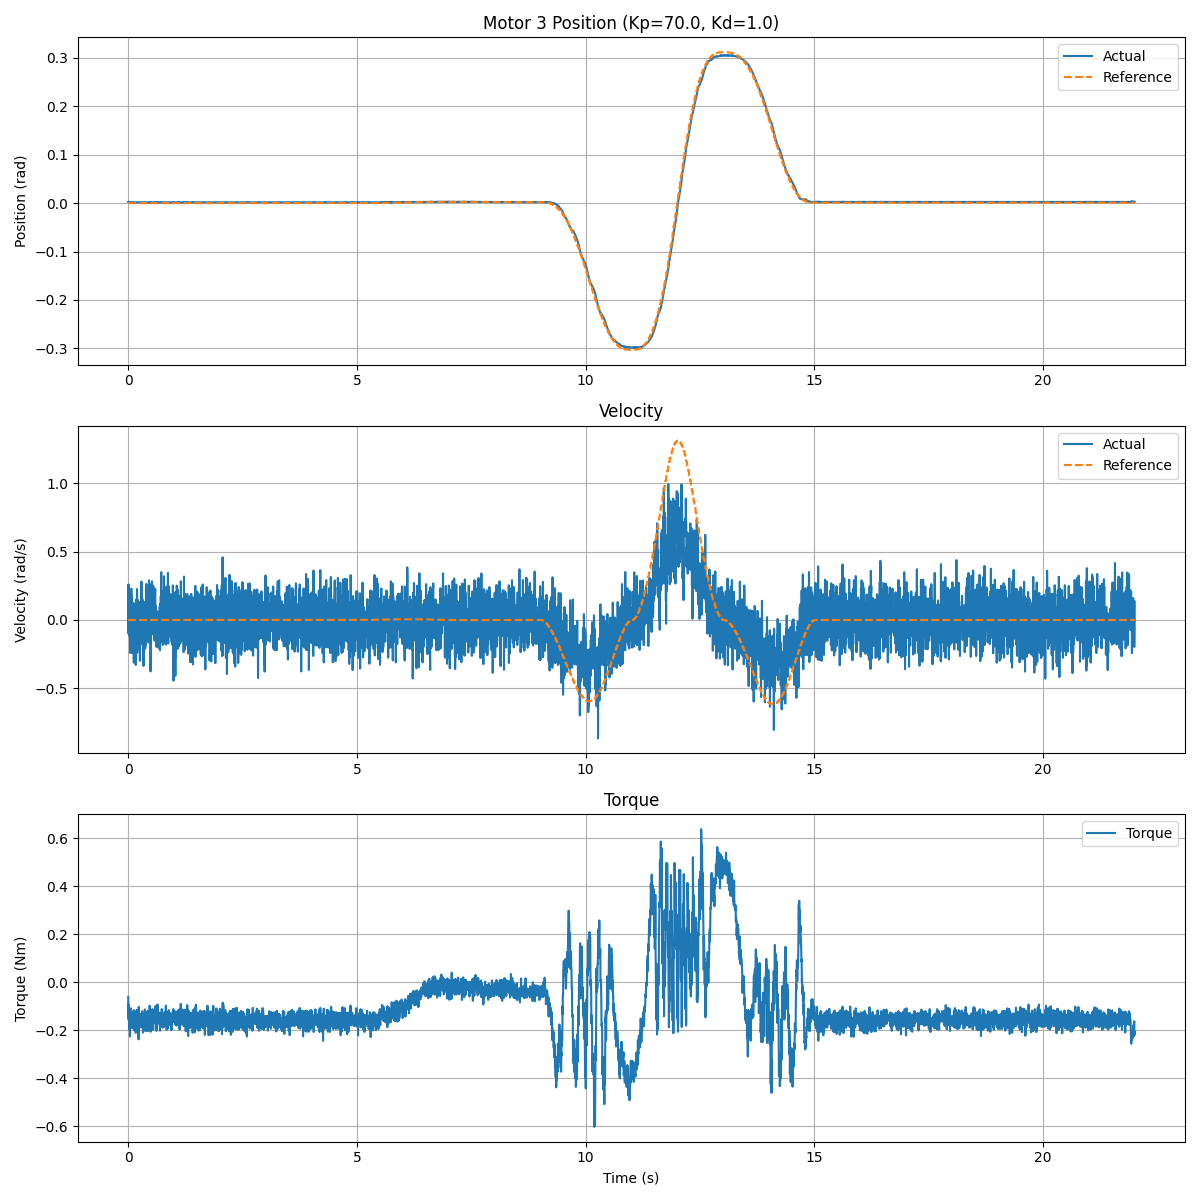 Motor 3 Position (Kp=70.0, Kd=1.0)
Actual
Reference
0.3
0.2
0.1
0.0
−0.1
−0.2
−0.3
Position (rad)
0 5 10 15 20
Velocity
Actual
Reference
1.0
0.5
0.0
−0.5
Velocity (rad/s)
0 5 10 15 20
Torque
Torque
0.6
0.4
0.2
0.0
−0.2
−0.4
−0.6
Torque (Nm)
0 5 10 15 20
Time (s)